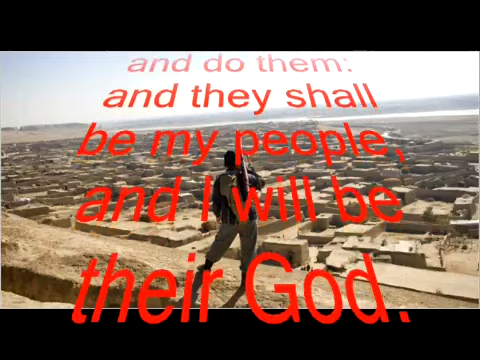 and do them:
and they shall
be my people,
and I will be
their God.